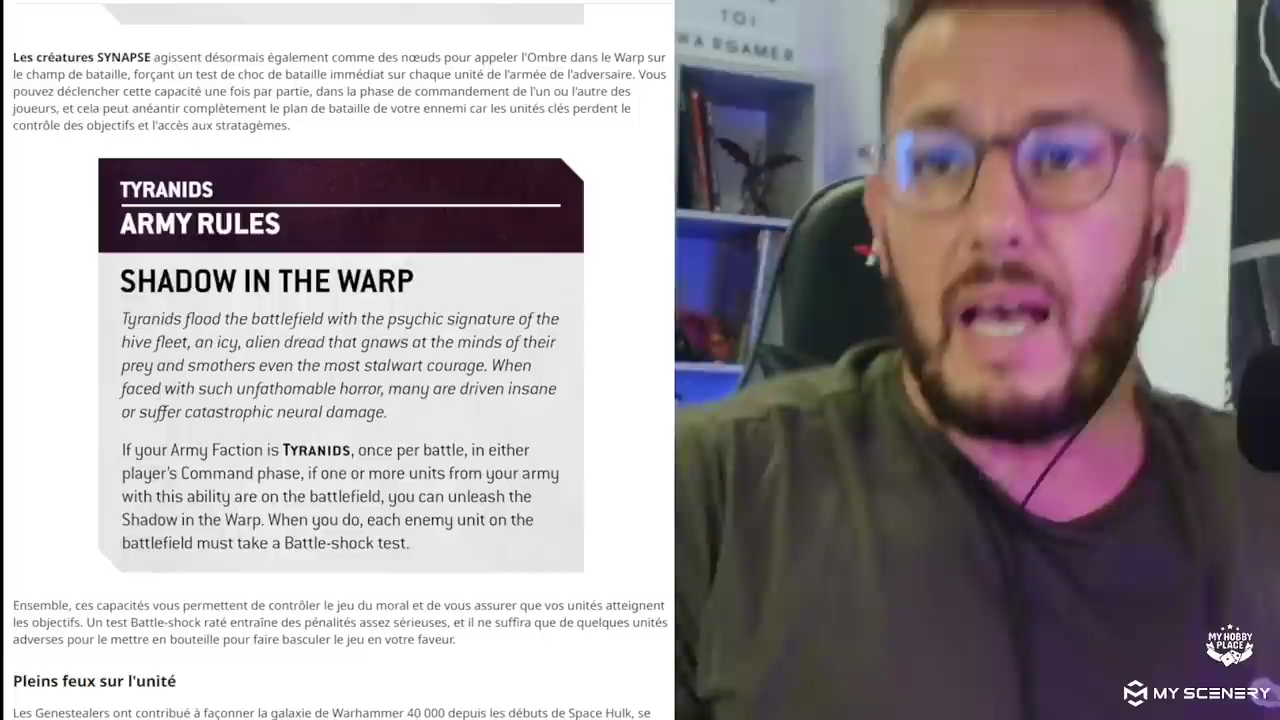 Les créatures SYNAPSE agissent désormais également comme des nœuds pour appeler l'Ombre dans le Warp sur
le champ de bataille, forçant un test de choc de bataille immédiat sur chaque unité de l'armée de l'adversaire. Vous
pouvez déclencher cette capacité une fois par partie, dans la phase de commandement de l'un ou l'autre des
joueurs, et cela peut anéantir complètement le plan de bataille de votre ennemi car les unités clés perdent le
contrôle des objectifs et l'accès aux stratagèmes.
TYRANIDS
ARMY RULES
SHADOW IN THE WARP
Tyranids flood the battlefield with the psychic signature of the
hive fleet, an icy, alien dread that gnaws at the minds of their
prey and smothers even the most stalwart courage. When
faced with such unfathomable horror, many are driven insane
or suffer catastrophic neural damage.
If your Army Faction is TYRANIDS, once per battle, in either
player's Command phase, if one or more units from your army
with this ability are on the battlefield, you can unleash the
Shadow in the Warp. When you do, each enemy unit on the
battlefield must take a Battle-shock test.
Ensemble, ces capacités vous permettent de contrôler le jeu du moral et de vous assurer que vos unités atteignent
les objectifs. Un test Battle-shock raté entraîne des pénalités assez sérieuses, et il ne suffira que de quelques unités
adverses pour le mettre en bouteille pour faire basculer le jeu en votre faveur.
Pleins feux sur l'unité
Les Genestealers ont contribué à façonner la galaxie de Warhammer 40 000 depuis les débuts de Space Hulk, se
TOI
WARGAMER
MY HOBBY
PLACE
MY SCENERY